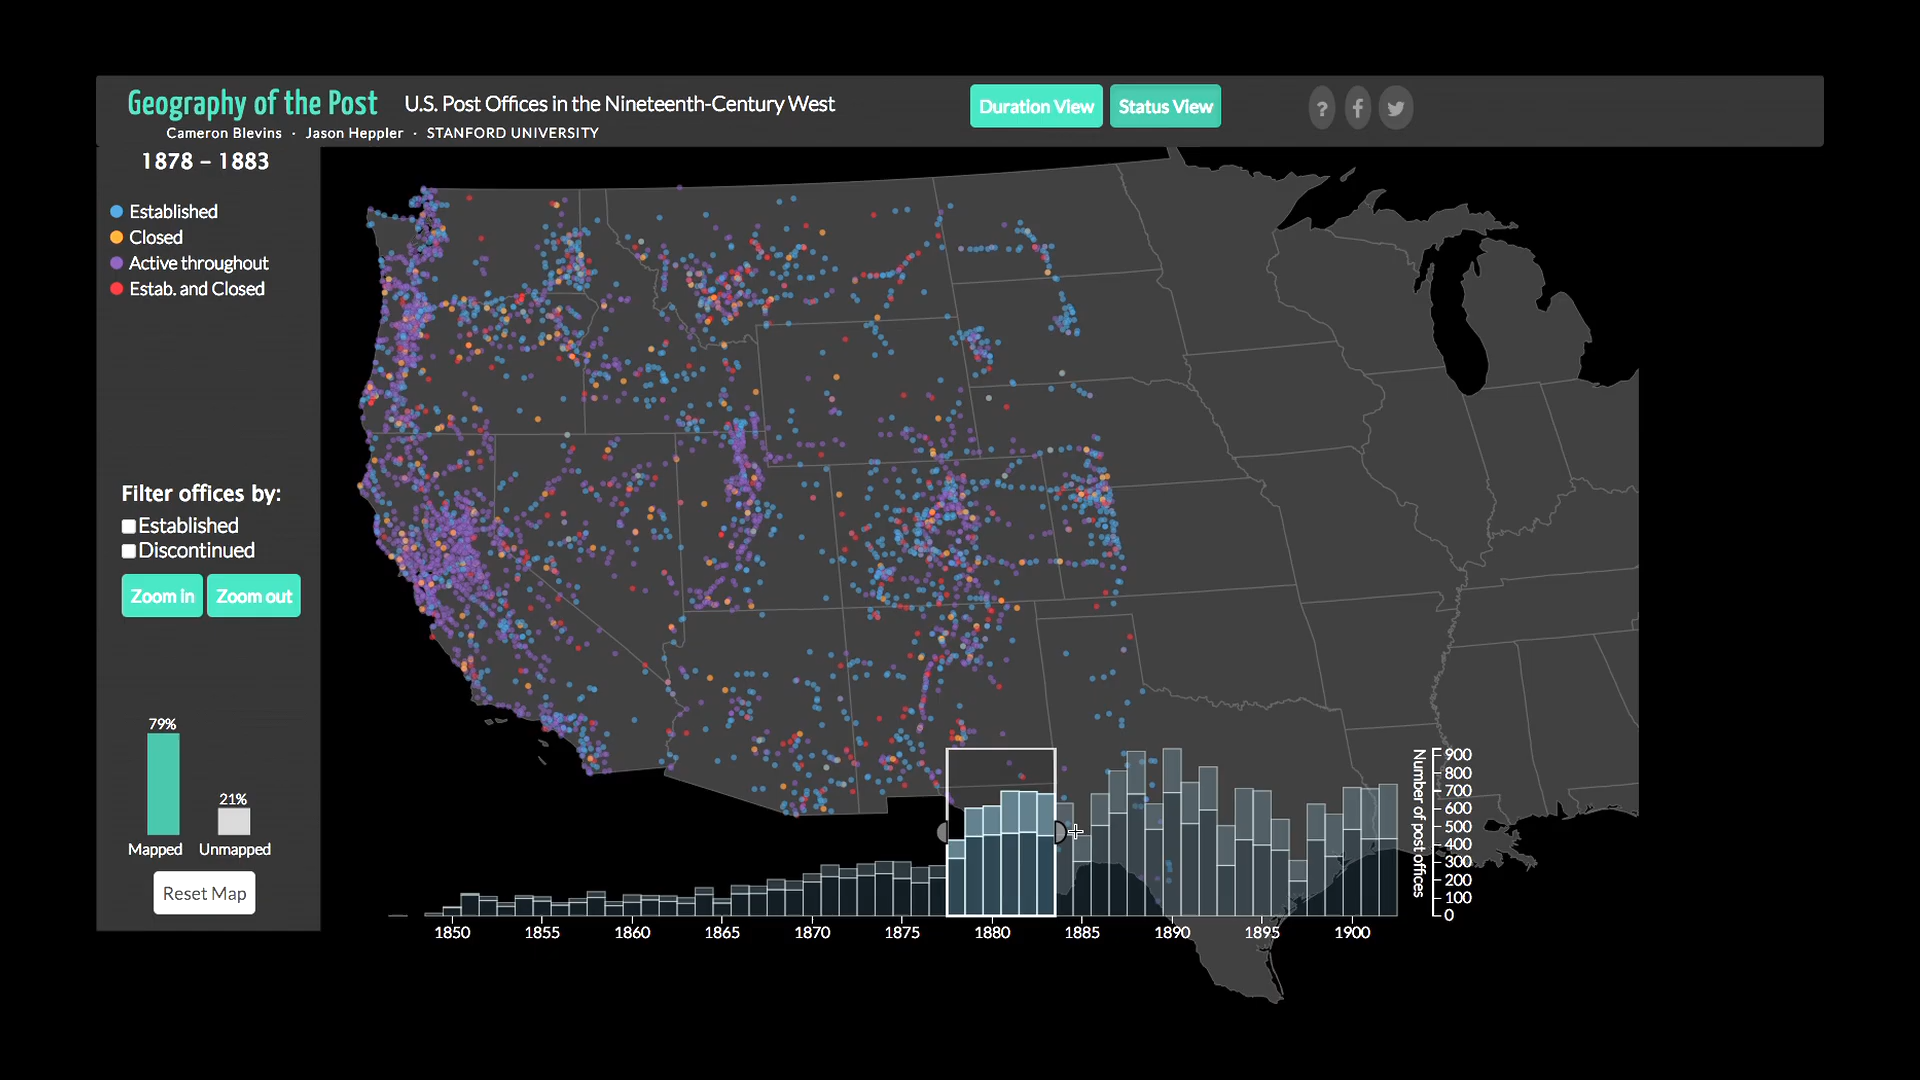 Geography of the Post
U.S. Post Offices in the Nineteenth-Century West
Cameron Blevins · Jason Heppler · STANFORD UNIVERSITY
Duration View
Status View
?
f
1878 – 1883
Established
Closed
Active throughout
Estab. and Closed
Filter offices by:
Established
Discontinued
Zoom in
Zoom out
79%
21%
Mapped
Unmapped
Reset Map
1850 1855 1860 1865 1870 1875 1880 1885 1890 1895 1900
Number of post offices
900
800
700
600
500
400
300
200
100
0